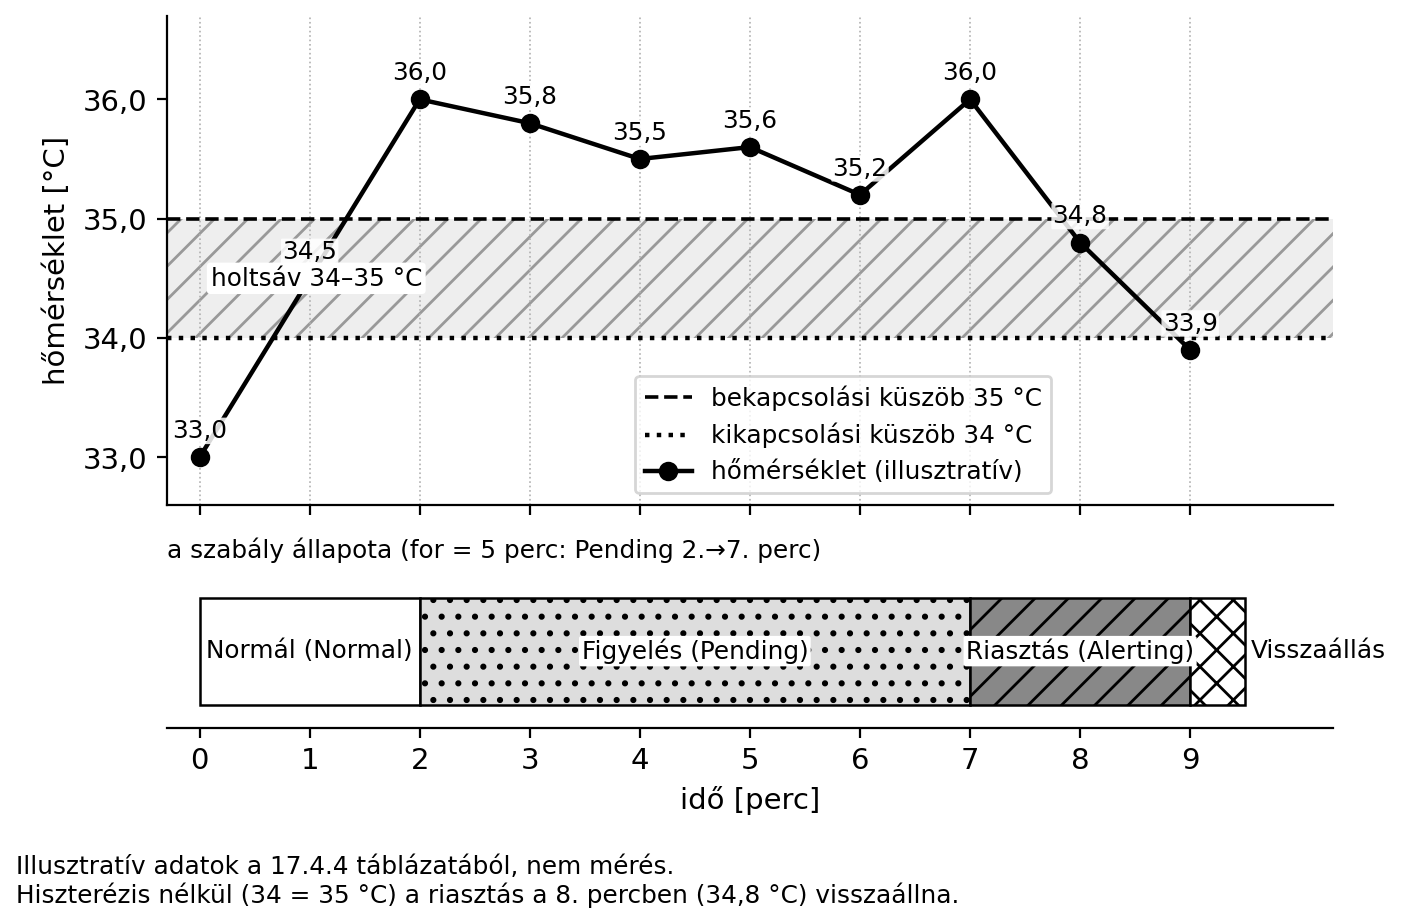 36,0
35,8
35,5
35,6
35,2
36,0
34,8
33,9
34,5
33,0
holtsáv 34–35 °C
hőmérséklet [°C]
36,0
35,0
34,0
33,0
bekapcsolási küszöb 35 °C
kikapcsolási küszöb 34 °C
hőmérséklet (illusztratív)
a szabály állapota (for = 5 perc: Pending 2.→7. perc)
Normál (Normal)
Figyelés (Pending)
Riasztás (Alerting)
Visszaállás
0 1 2 3 4 5 6 7 8 9
idő [perc]
Illusztratív adatok a 17.4.4 táblázatából, nem mérés.
Hiszterézis nélkül (34 = 35 °C) a riasztás a 8. percben (34,8 °C) visszaállna.